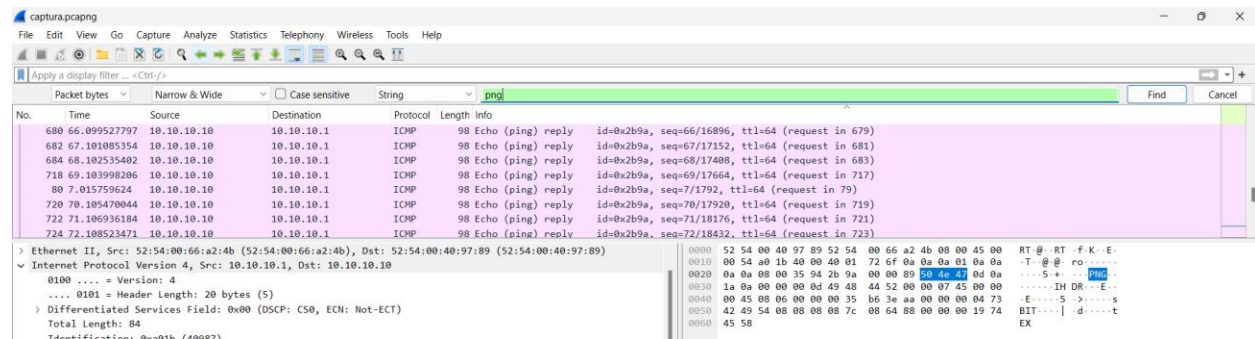 captura.pcapng
File Edit View Go Capture Analyze Statistics Telephony Wireless Tools Help
Apply a display filter ... <Ctrl-/>
Packet bytes Narrow & Wide Case sensitive String png Find Cancel
No. Time Source Destination Protocol Length Info
680 66.099527797 10.10.10.10 10.10.10.1 ICMP 98 Echo (ping) reply id=0x2b9a, seq=66/16896, ttl=64 (request in 679)
682 67.101085354 10.10.10.10 10.10.10.1 ICMP 98 Echo (ping) reply id=0x2b9a, seq=67/17152, ttl=64 (request in 681)
684 68.102535402 10.10.10.10 10.10.10.1 ICMP 98 Echo (ping) reply id=0x2b9a, seq=68/17408, ttl=64 (request in 683)
718 69.103998206 10.10.10.10 10.10.10.1 ICMP 98 Echo (ping) reply id=0x2b9a, seq=69/17664, ttl=64 (request in 717)
80 7.015759624 10.10.10.10 10.10.10.1 ICMP 98 Echo (ping) reply id=0x2b9a, seq=7/1792, ttl=64 (request in 79)
720 70.105470044 10.10.10.10 10.10.10.1 ICMP 98 Echo (ping) reply id=0x2b9a, seq=70/17920, ttl=64 (request in 719)
722 71.106936184 10.10.10.10 10.10.10.1 ICMP 98 Echo (ping) reply id=0x2b9a, seq=71/18176, ttl=64 (request in 721)
724 72.108523471 10.10.10.10 10.10.10.1 ICMP 98 Echo (ping) reply id=0x2b9a, seq=72/18432, ttl=64 (request in 723)
> Ethernet II, Src: 52:54:00:66:a2:4b (52:54:00:66:a2:4b), Dst: 52:54:00:40:97:89 (52:54:00:40:97:89)
Internet Protocol Version 4, Src: 10.10.10.1, Dst: 10.10.10.10
0100 .... = Version: 4
.... 0101 = Header Length: 20 bytes (5)
> Differentiated Services Field: 0x00 (DSCP: CS0, ECN: Not-ECT)
Total Length: 84
Identification: 0xa01b (40987)
0000 52 54 00 40 97 89 52 54 00 66 a2 4b 08 00 45 00 RT·@··RT ·f·K··E·
0010 00 54 a0 1b 40 00 40 01 72 6f 0a 0a 0a 01 0a 0a ·T··@·@· ro······
0020 0a 0a 08 00 35 94 2b 9a 00 00 89 50 4e 47 0d 0a ····5·+· ···PNG··
0030 1a 0a 00 00 00 0d 49 48 44 52 00 00 07 45 00 00 ······IH DR···E··
0040 00 45 08 06 00 00 00 35 b6 3e aa 00 00 00 04 73 ·E·····5 ·>·····s
0050 42 49 54 08 08 08 08 7c 08 64 88 00 00 00 19 74 BIT····| ·d·····t
0060 45 58 EX